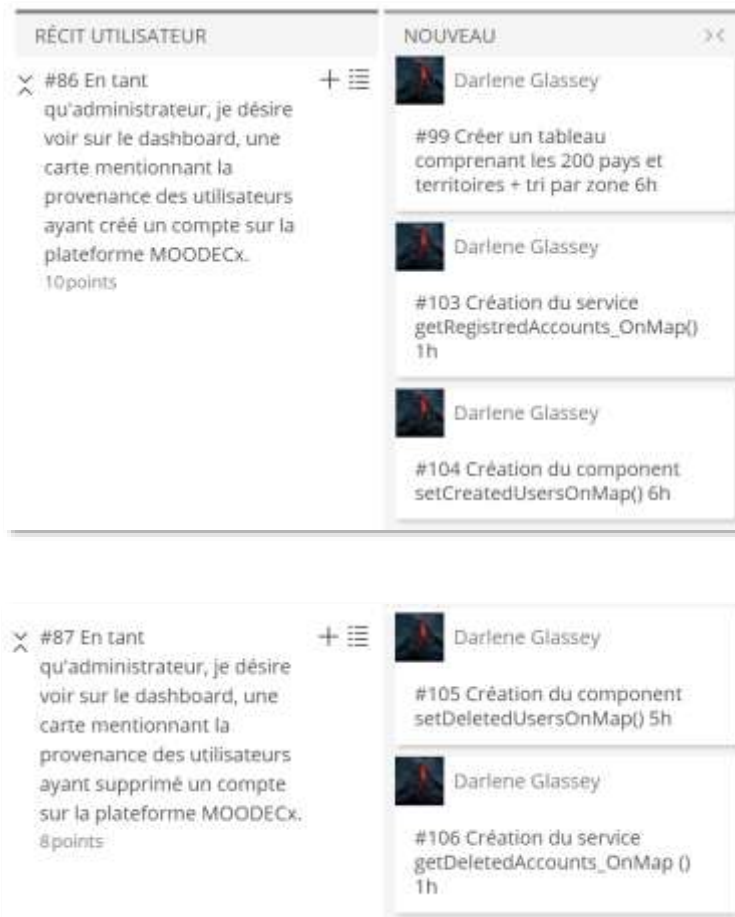 RÉCIT UTILISATEUR
NOUVEAU
#86 En tant
qu'administrateur, je désire
voir sur le dashboard, une
carte mentionnant la
provenance des utilisateurs
ayant créé un compte sur la
plateforme MOODECx.
10points
Darlene Glassey
#99 Créer un tableau
comprenant les 200 pays et
territoires + tri par zone 6h
Darlene Glassey
#103 Création du service
getRegistredAccounts_OnMap()
1h
Darlene Glassey
#104 Création du component
setCreatedUsersOnMap() 6h
#87 En tant
qu'administrateur, je désire
voir sur le dashboard, une
carte mentionnant la
provenance des utilisateurs
ayant supprimé un compte
sur la plateforme MOODECx.
8points
Darlene Glassey
#105 Création du component
setDeletedUsersOnMap() 5h
Darlene Glassey
#106 Création du service
getDeletedAccounts_OnMap ()
1h